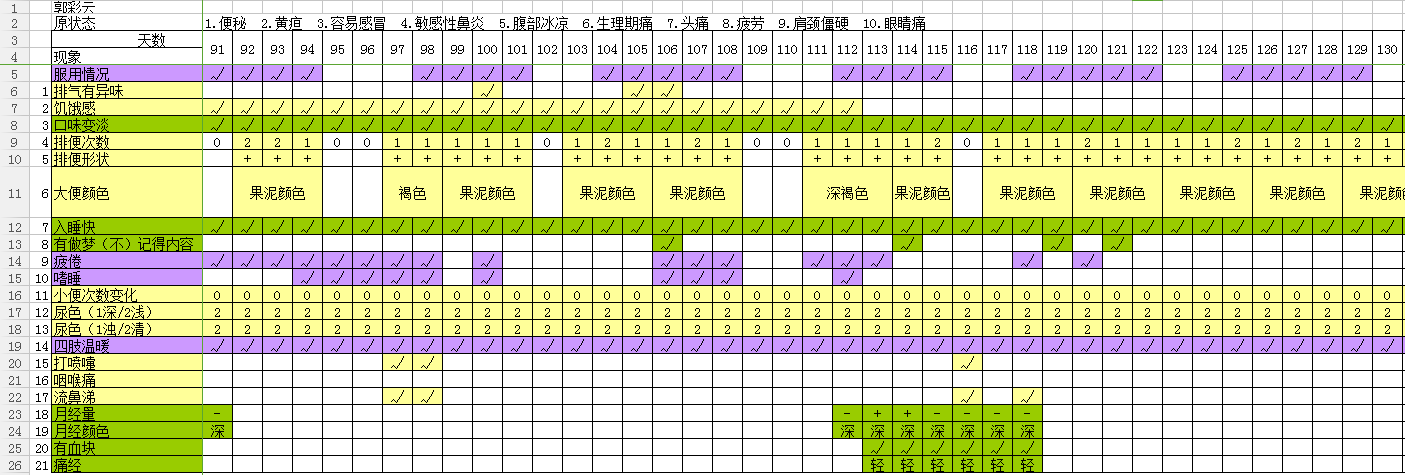 1 郭彩云
2 原状态 1.便秘 2.黄疸 3.容易感冒 4.敏感性鼻炎 5.腹部冰凉 6.生理期痛 7.头痛 8.疲劳 9.肩颈僵硬 10.眼睛痛
3 天数 91 92 93 94 95 96 97 98 99 100 101 102 103 104 105 106 107 108 109 110 111 112 113 114 115 116 117 118 119 120 121 122 123 124 125 126 127 128 129 130
4 现象
5 服用情况 √ √ √ √ √ √ √ √ √ √ √ √ √ √ √ √ √ √ √ √ √ √ √ √ √ √ √
6 1 排气有异味 √ √ √
7 2 饥饿感 √ √ √ √ √ √ √ √ √ √ √ √ √ √ √ √ √ √ √ √ √ √
8 3 口味变淡 √ √ √ √ √ √ √ √ √ √ √ √ √ √ √ √ √ √ √ √ √ √ √ √ √ √ √ √ √ √ √ √ √ √ √ √ √ √ √ √
9 4 排便次数 0 2 2 1 0 0 1 1 1 1 1 0 1 2 1 1 2 1 0 0 1 1 1 1 2 0 1 1 1 2 1 1 1 1 2 1 1 1 2 1
10 5 排便形状 + + + + + + + + + + + + + + + + + + + + + + + + + + + + + + + + +
11 6 大便颜色 果泥颜色 褐色 果泥颜色 果泥颜色 果泥颜色 深褐色 果泥颜色 果泥颜色 果泥颜色 果泥颜色 果泥颜色 果泥颜
12 7 入睡快 √ √ √ √ √ √ √ √ √ √ √ √ √ √ √ √ √ √ √ √ √ √ √ √ √ √ √ √ √ √ √ √ √ √ √ √ √ √ √ √
13 8 有做梦（不）记得内容 √ √ √ √
14 9 疲倦 √ √ √ √ √ √ √ √ √ √ √ √ √ √ √ √ √
15 10 嗜睡 √ √ √ √ √ √ √ √ √ √
16 11 小便次数变化 0 0 0 0 0 0 0 0 0 0 0 0 0 0 0 0 0 0 0 0 0 0 0 0 0 0 0 0 0 0 0 0 0 0 0 0 0 0 0 0
17 12 尿色（1深/2浅） 2 2 2 2 2 2 2 2 2 2 2 2 2 2 2 2 2 2 2 2 2 2 2 2 2 2 2 2 2 2 2 2 2 2 2 2 2 2 2 2
18 13 尿色（1浊/2清） 2 2 2 2 2 2 2 2 2 2 2 2 2 2 2 2 2 2 2 2 2 2 2 2 2 2 2 2 2 2 2 2 2 2 2 2 2 2 2 2
19 14 四肢温暖 √ √ √ √ √ √ √ √ √ √ √ √ √ √ √ √ √ √ √ √ √ √ √ √ √ √ √ √ √ √ √ √ √ √ √ √ √ √ √ √
20 15 打喷嚏 √ √ √
21 16 咽喉痛
22 17 流鼻涕 √ √ √ √
23 18 月经量 - - + + - - - -
24 19 月经颜色 深 深 深 深 深 深 深 深
25 20 有血块 √ √ √ √ √ √
26 21 痛经 轻 轻 轻 轻 轻 轻